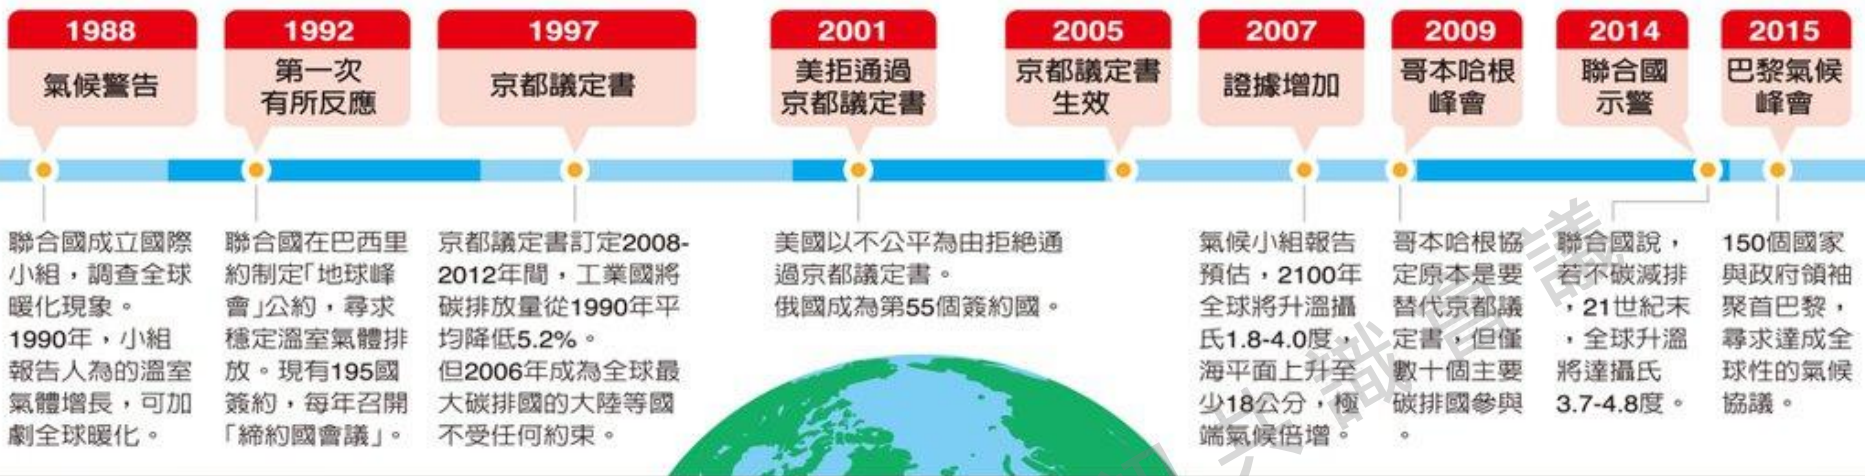 1988
氣候警告
聯合國成立國際
小組，調查全球
暖化現象。
1990年，小組
報告人為的溫室
氣體增長，可加
劇全球暖化。
1992
第一次
有所反應
聯合國在巴西里
約制定「地球峰
會」公約，尋求
穩定溫室氣體排
放。現有195國
簽約，每年召開
「締約國會議」。
1997
京都議定書
京都議定書訂定2008-
2012年間，工業國將
碳排放量從1990年平
均降低5.2%。
但2006年成為全球最
大碳排國的大陸等國
不受任何約束。
2001
美拒通過
京都議定書
美國以不公平為由拒絕通
過京都議定書。
俄國成為第55個簽約國。
2005
京都議定書
生效
2007
證據增加
氣候小組報告
預估，2100年
全球將升溫攝
氏1.8-4.0度，
海平面上升至
少18公分，極
端氣候倍增。
2009
哥本哈根
峰會
哥本哈根協
定原本是要
替代京都議
定書，但僅
數十個主要
碳排國參與
。
2014
聯合國
示警
聯合國說，
若不碳減排
，21世紀末
，全球升溫
將達攝氏
3.7-4.8度。
2015
巴黎氣候
峰會
150個國家
與政府領袖
聚首巴黎，
尋求達成全
球性的氣候
協議。
共識會議